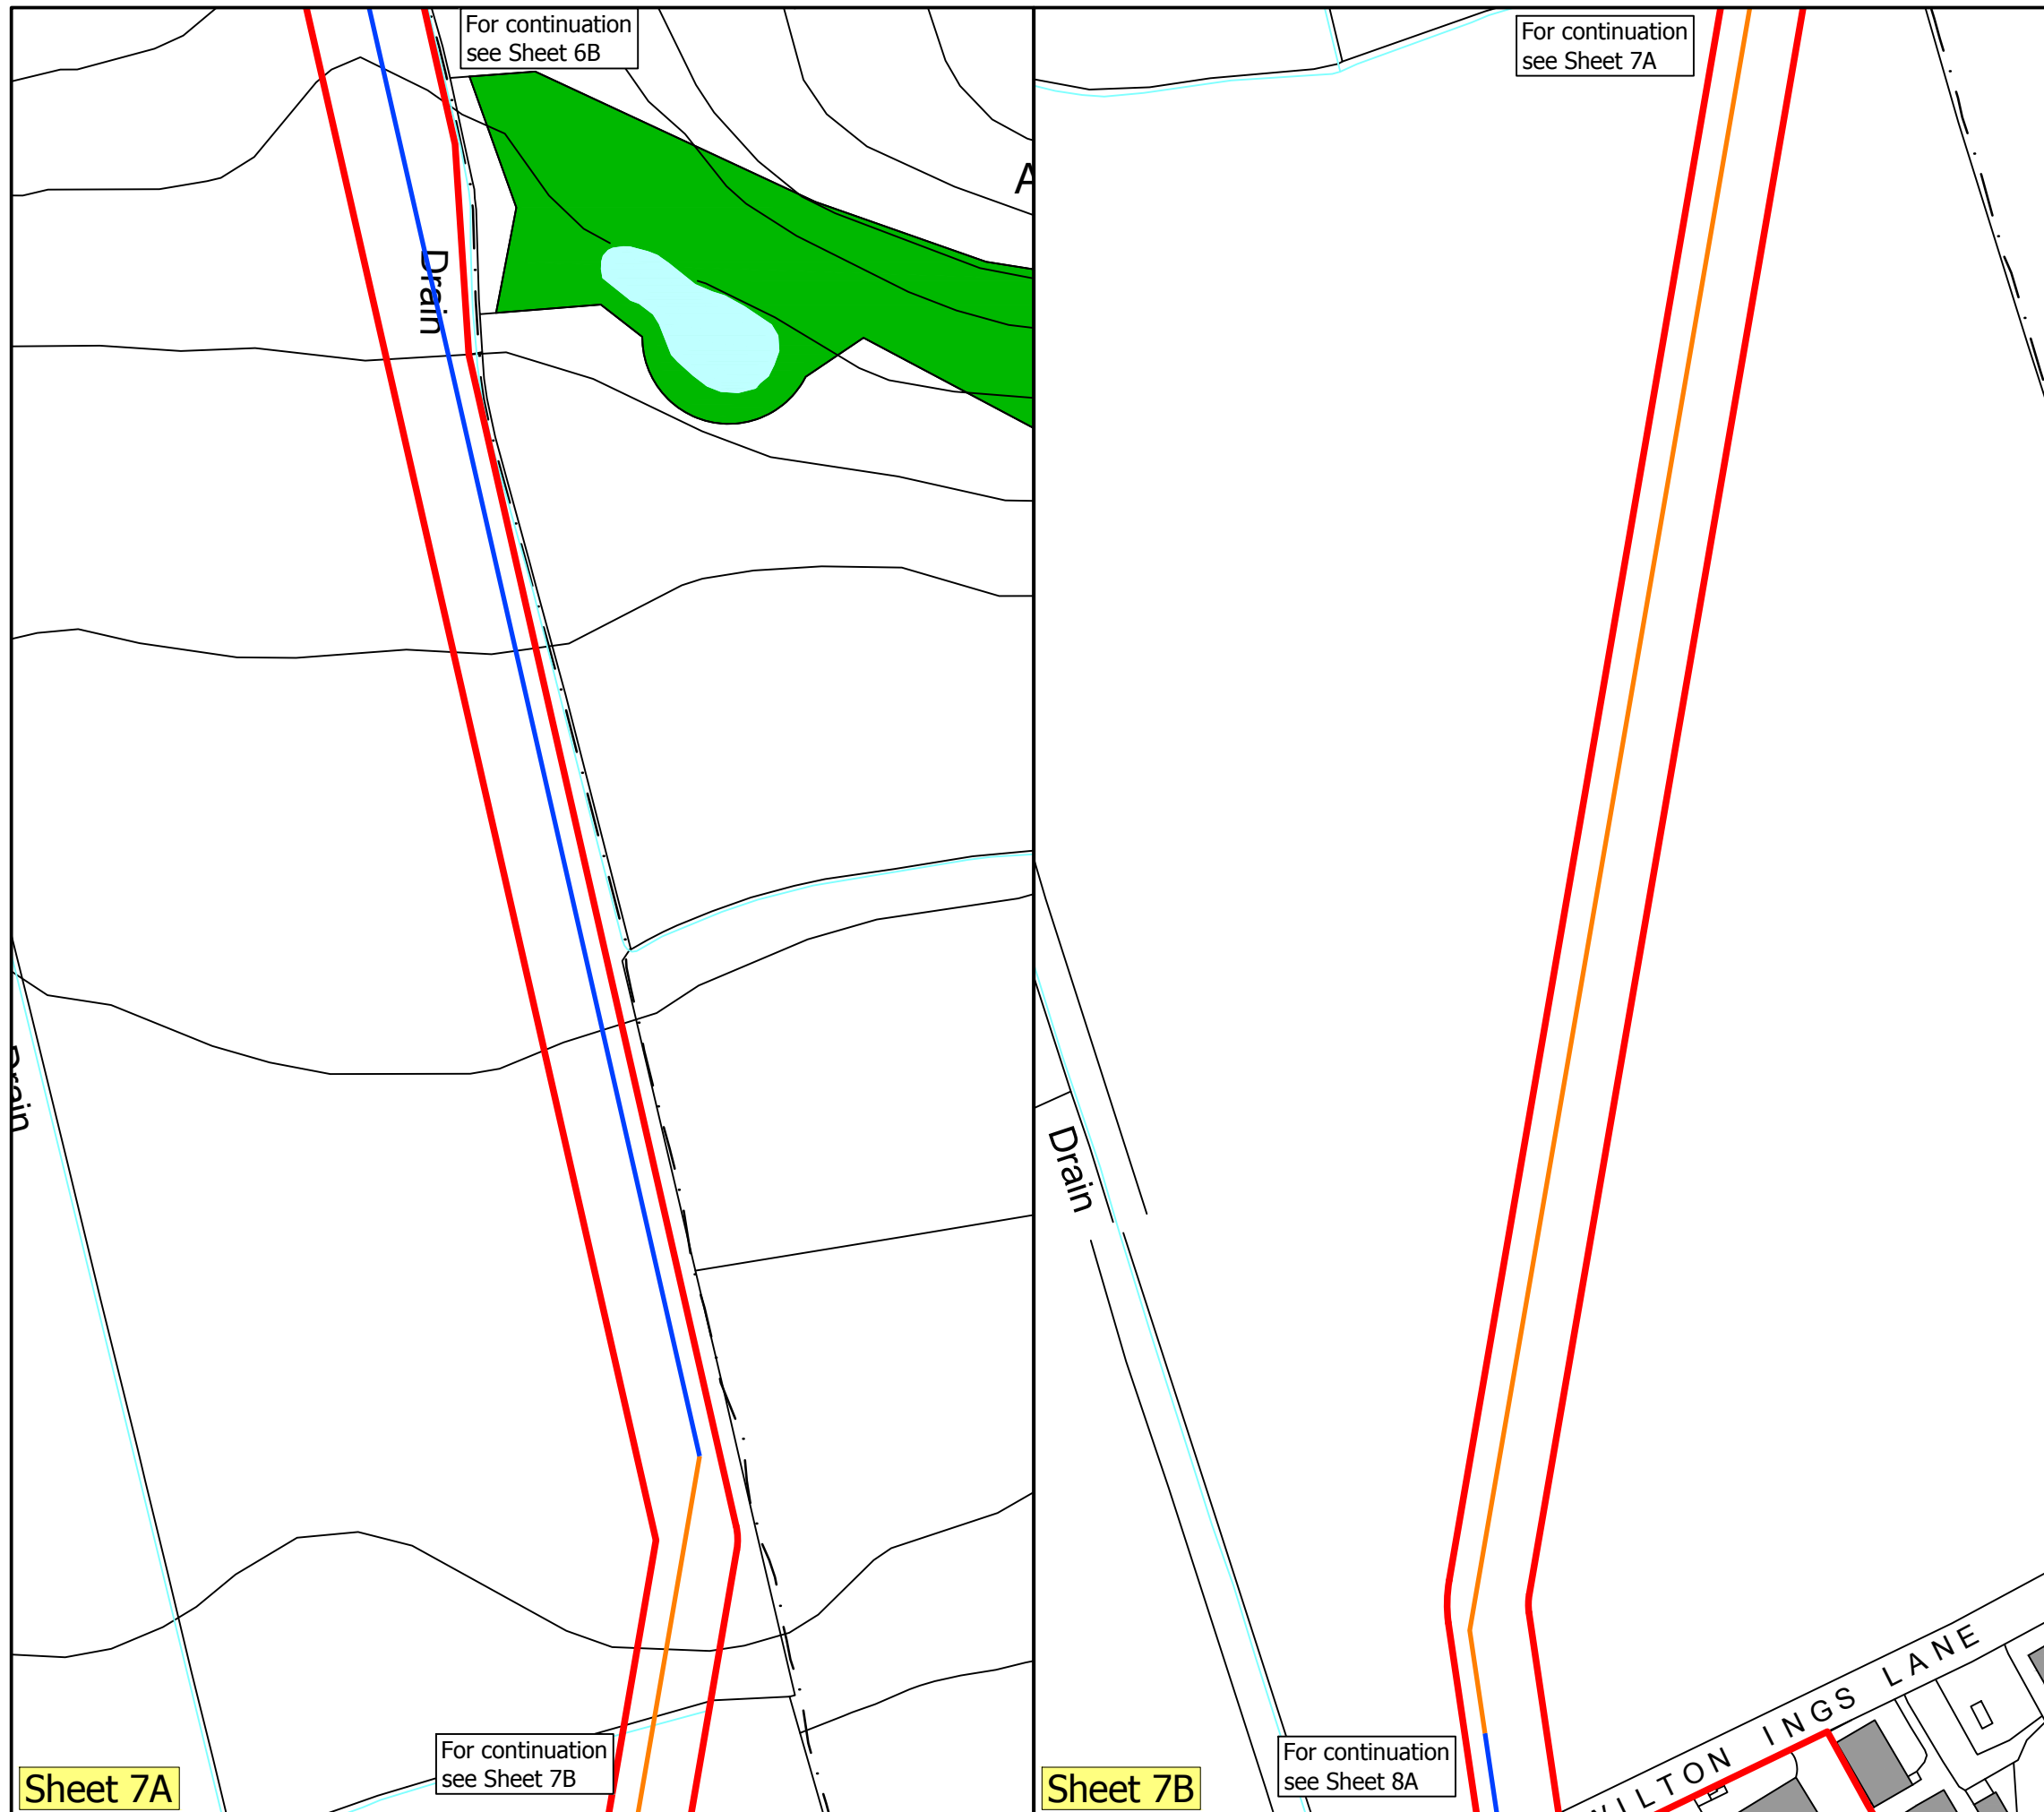 For continuation
see Sheet 6B
Drain
A
Drain
For continuation
see Sheet 7B
Sheet 7A
For continuation
see Sheet 7A
Drain
For continuation
see Sheet 8A
Sheet 7B
WILTON INGS LANE